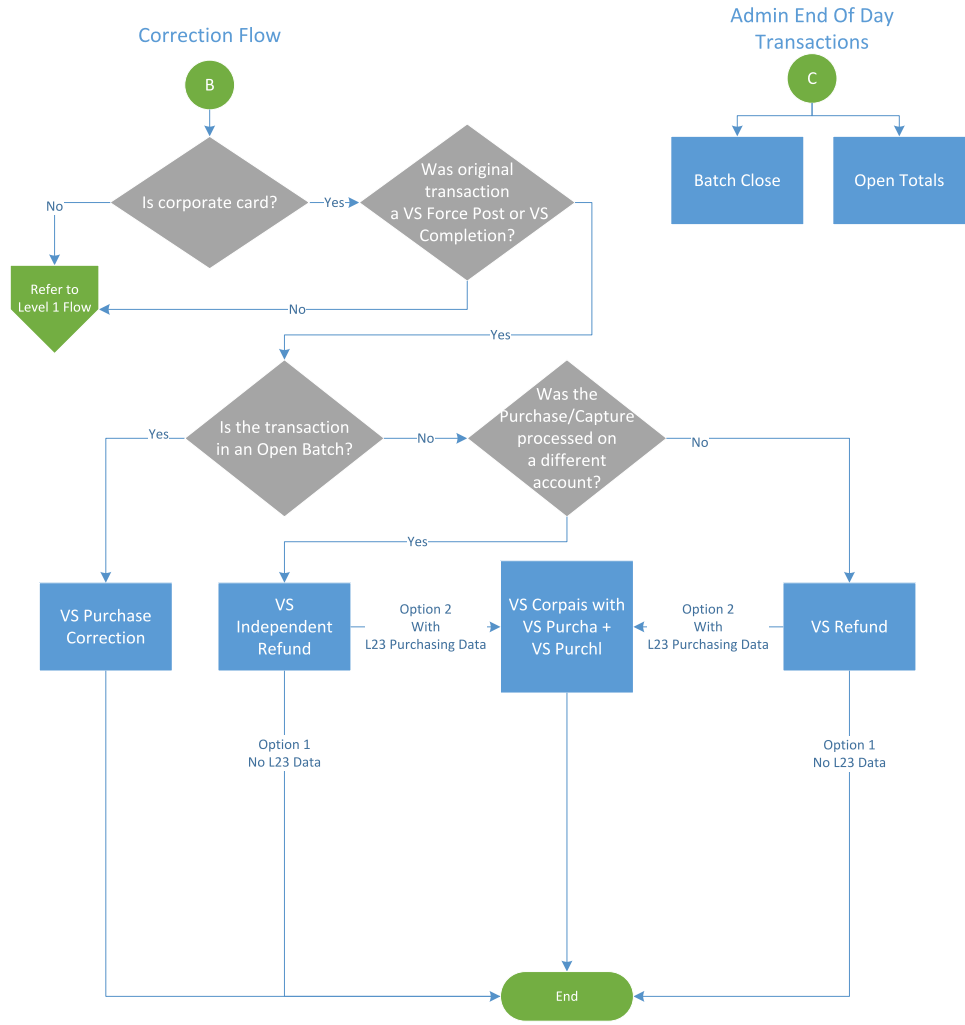 Correction Flow
Admin End Of Day
Transactions
B
C
Is corporate card?
Yes
Was original
transaction
a VS Force Post or VS
Completion?
Batch Close
Open Totals
No
Refer to
Level 1 Flow
No
Yes
Is the transaction
in an Open Batch?
Yes
No
Was the
Purchase/Capture
processed on
a different
account?
No
Yes
VS Purchase
Correction
VS
Independent
Refund
Option 2
With
L23 Purchasing Data
VS Corpais with
VS Purcha +
VS Purchl
Option 2
With
L23 Purchasing Data
VS Refund
Option 1
No L23 Data
Option 1
No L23 Data
End